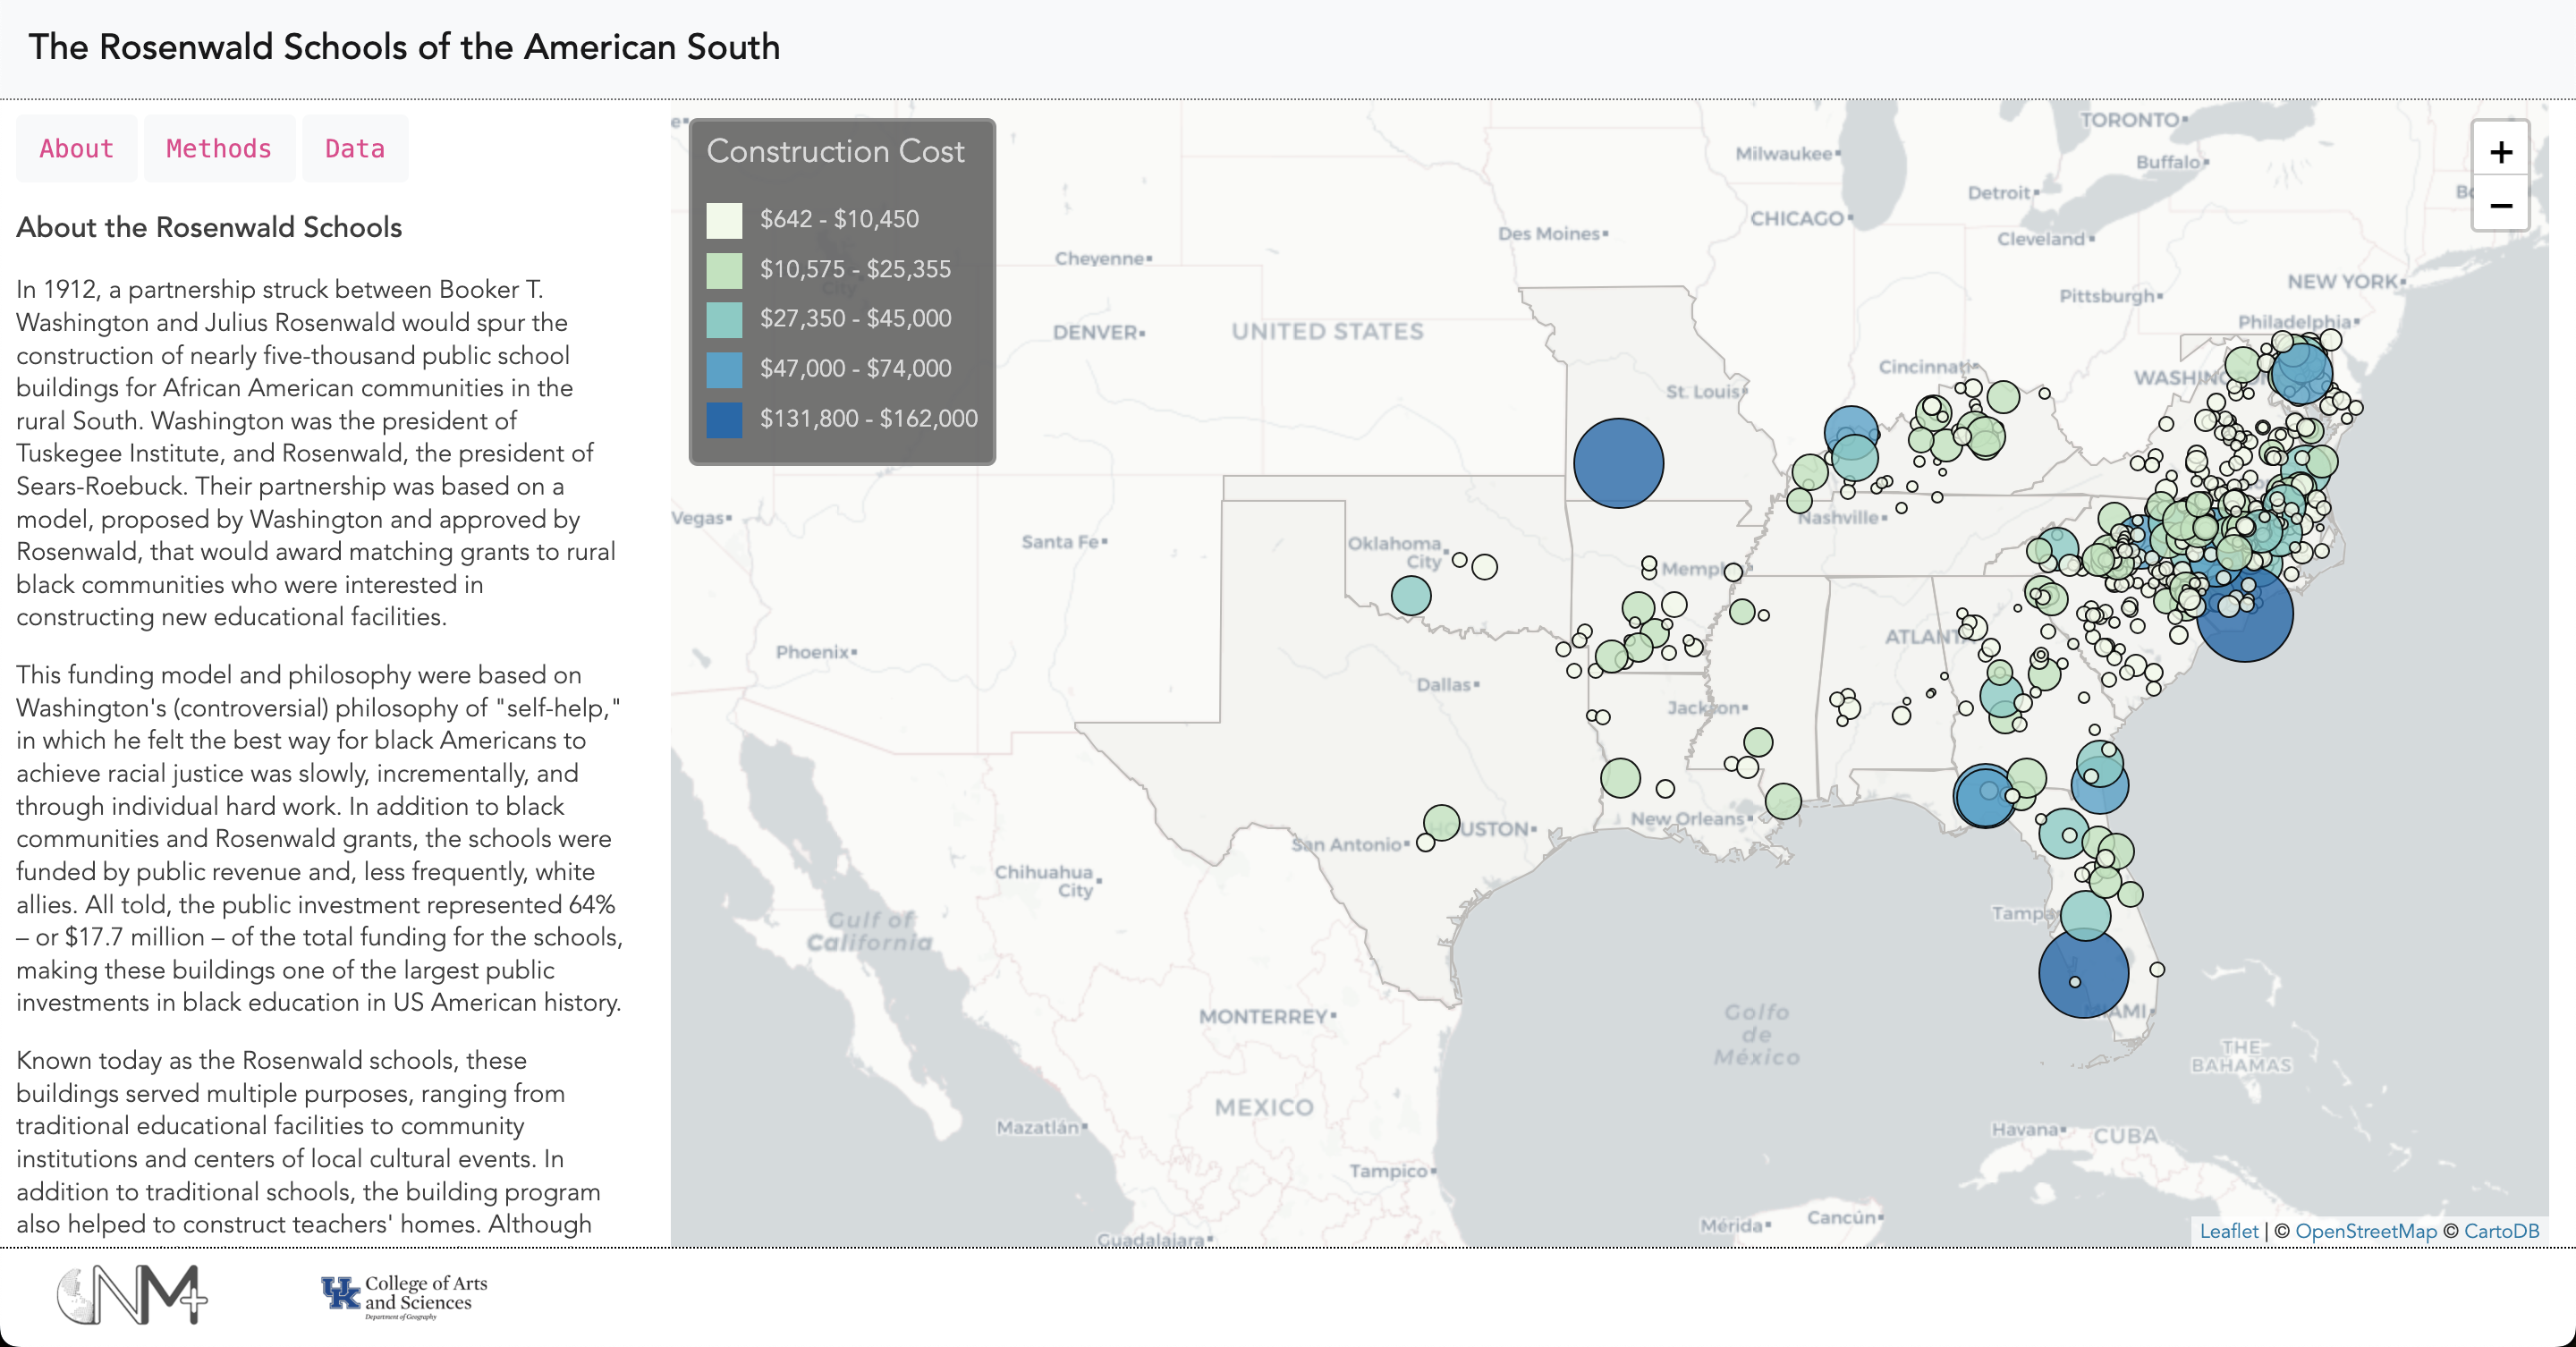 The Rosenwald Schools of the American South
About
Methods
Data
About the Rosenwald Schools
In 1912, a partnership struck between Booker T.
Washington and Julius Rosenwald would spur the
construction of nearly five-thousand public school
buildings for African American communities in the
rural South. Washington was the president of
Tuskegee Institute, and Rosenwald, the president of
Sears-Roebuck. Their partnership was based on a
model, proposed by Washington and approved by
Rosenwald, that would award matching grants to rural
black communities who were interested in
constructing new educational facilities.
This funding model and philosophy were based on
Washington's (controversial) philosophy of "self-help,"
in which he felt the best way for black Americans to
achieve racial justice was slowly, incrementally, and
through individual hard work. In addition to black
communities and Rosenwald grants, the schools were
funded by public revenue and, less frequently, white
allies. All told, the public investment represented 64%
– or $17.7 million – of the total funding for the schools,
making these buildings one of the largest public
investments in black education in US American history.
Known today as the Rosenwald schools, these
buildings served multiple purposes, ranging from
traditional educational facilities to community
institutions and centers of local cultural events. In
addition to traditional schools, the building program
also helped to construct teachers' homes. Although
Construction Cost
$642 - $10,450
$10,575 - $25,355
$27,350 - $45,000
$47,000 - $74,000
$131,800 - $162,000
+
−
TORONTO
Milwaukee
Buffalo
Detroit
CHICAGO
Des Moines
Cleveland
Cheyenne
City
NEW YORK
Pittsburgh
Philadelphia
DENVER
UNITED STATES
Cincinnati
WASHING
St. Louis
Vegas
Nashville
Santa Fe
Oklahoma
City
Memph
ATLANT
Phoenix
Dallas
Jackson
New Orleans
HOUSTON
San Antonio
Chihuahua
City
Gulf of
California
Tampa
MONTERREY
MIAMI
Golfo
de
México
THE
BAHAMAS
MEXICO
Mazatlán
Havana
CUBA
Tampico
Mérida
Cancún
Guadalajara
Leaflet | © OpenStreetMap © CartoDB
NM+
UK
College of Arts
and Sciences
Department of Geography